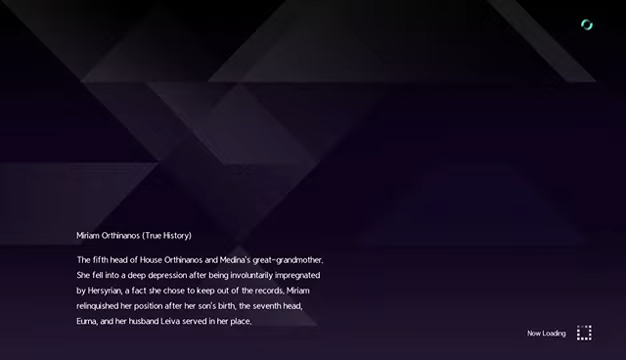 Miriam Orthinanos (True History)
The fifth head of House Orthinanos and Medina's great-grandmother.
She fell into a deep depression after being involuntarily impregnated
by Hersyrian, a fact she chose to keep out of the records, Miriam
relinquished her position after her son's birth, the seventh head,
Euma, and her husband Leiva served in her place.
Now Loading